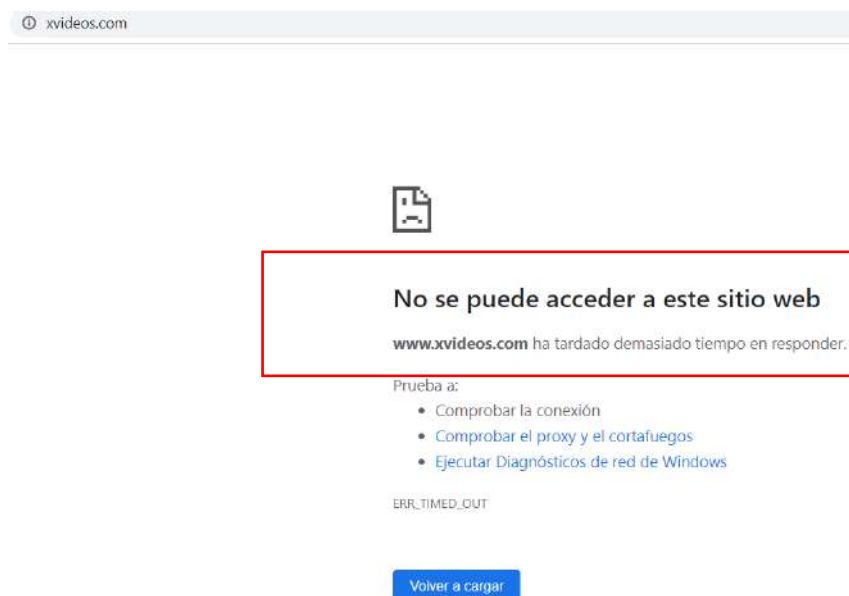 xvideos.com
No se puede acceder a este sitio web
www.xvideos.com ha tardado demasiado tiempo en responder.
Prueba a:
Comprobar la conexión
Comprobar el proxy y el cortafuegos
Ejecutar Diagnósticos de red de Windows
ERR_TIMED_OUT
Volver a cargar